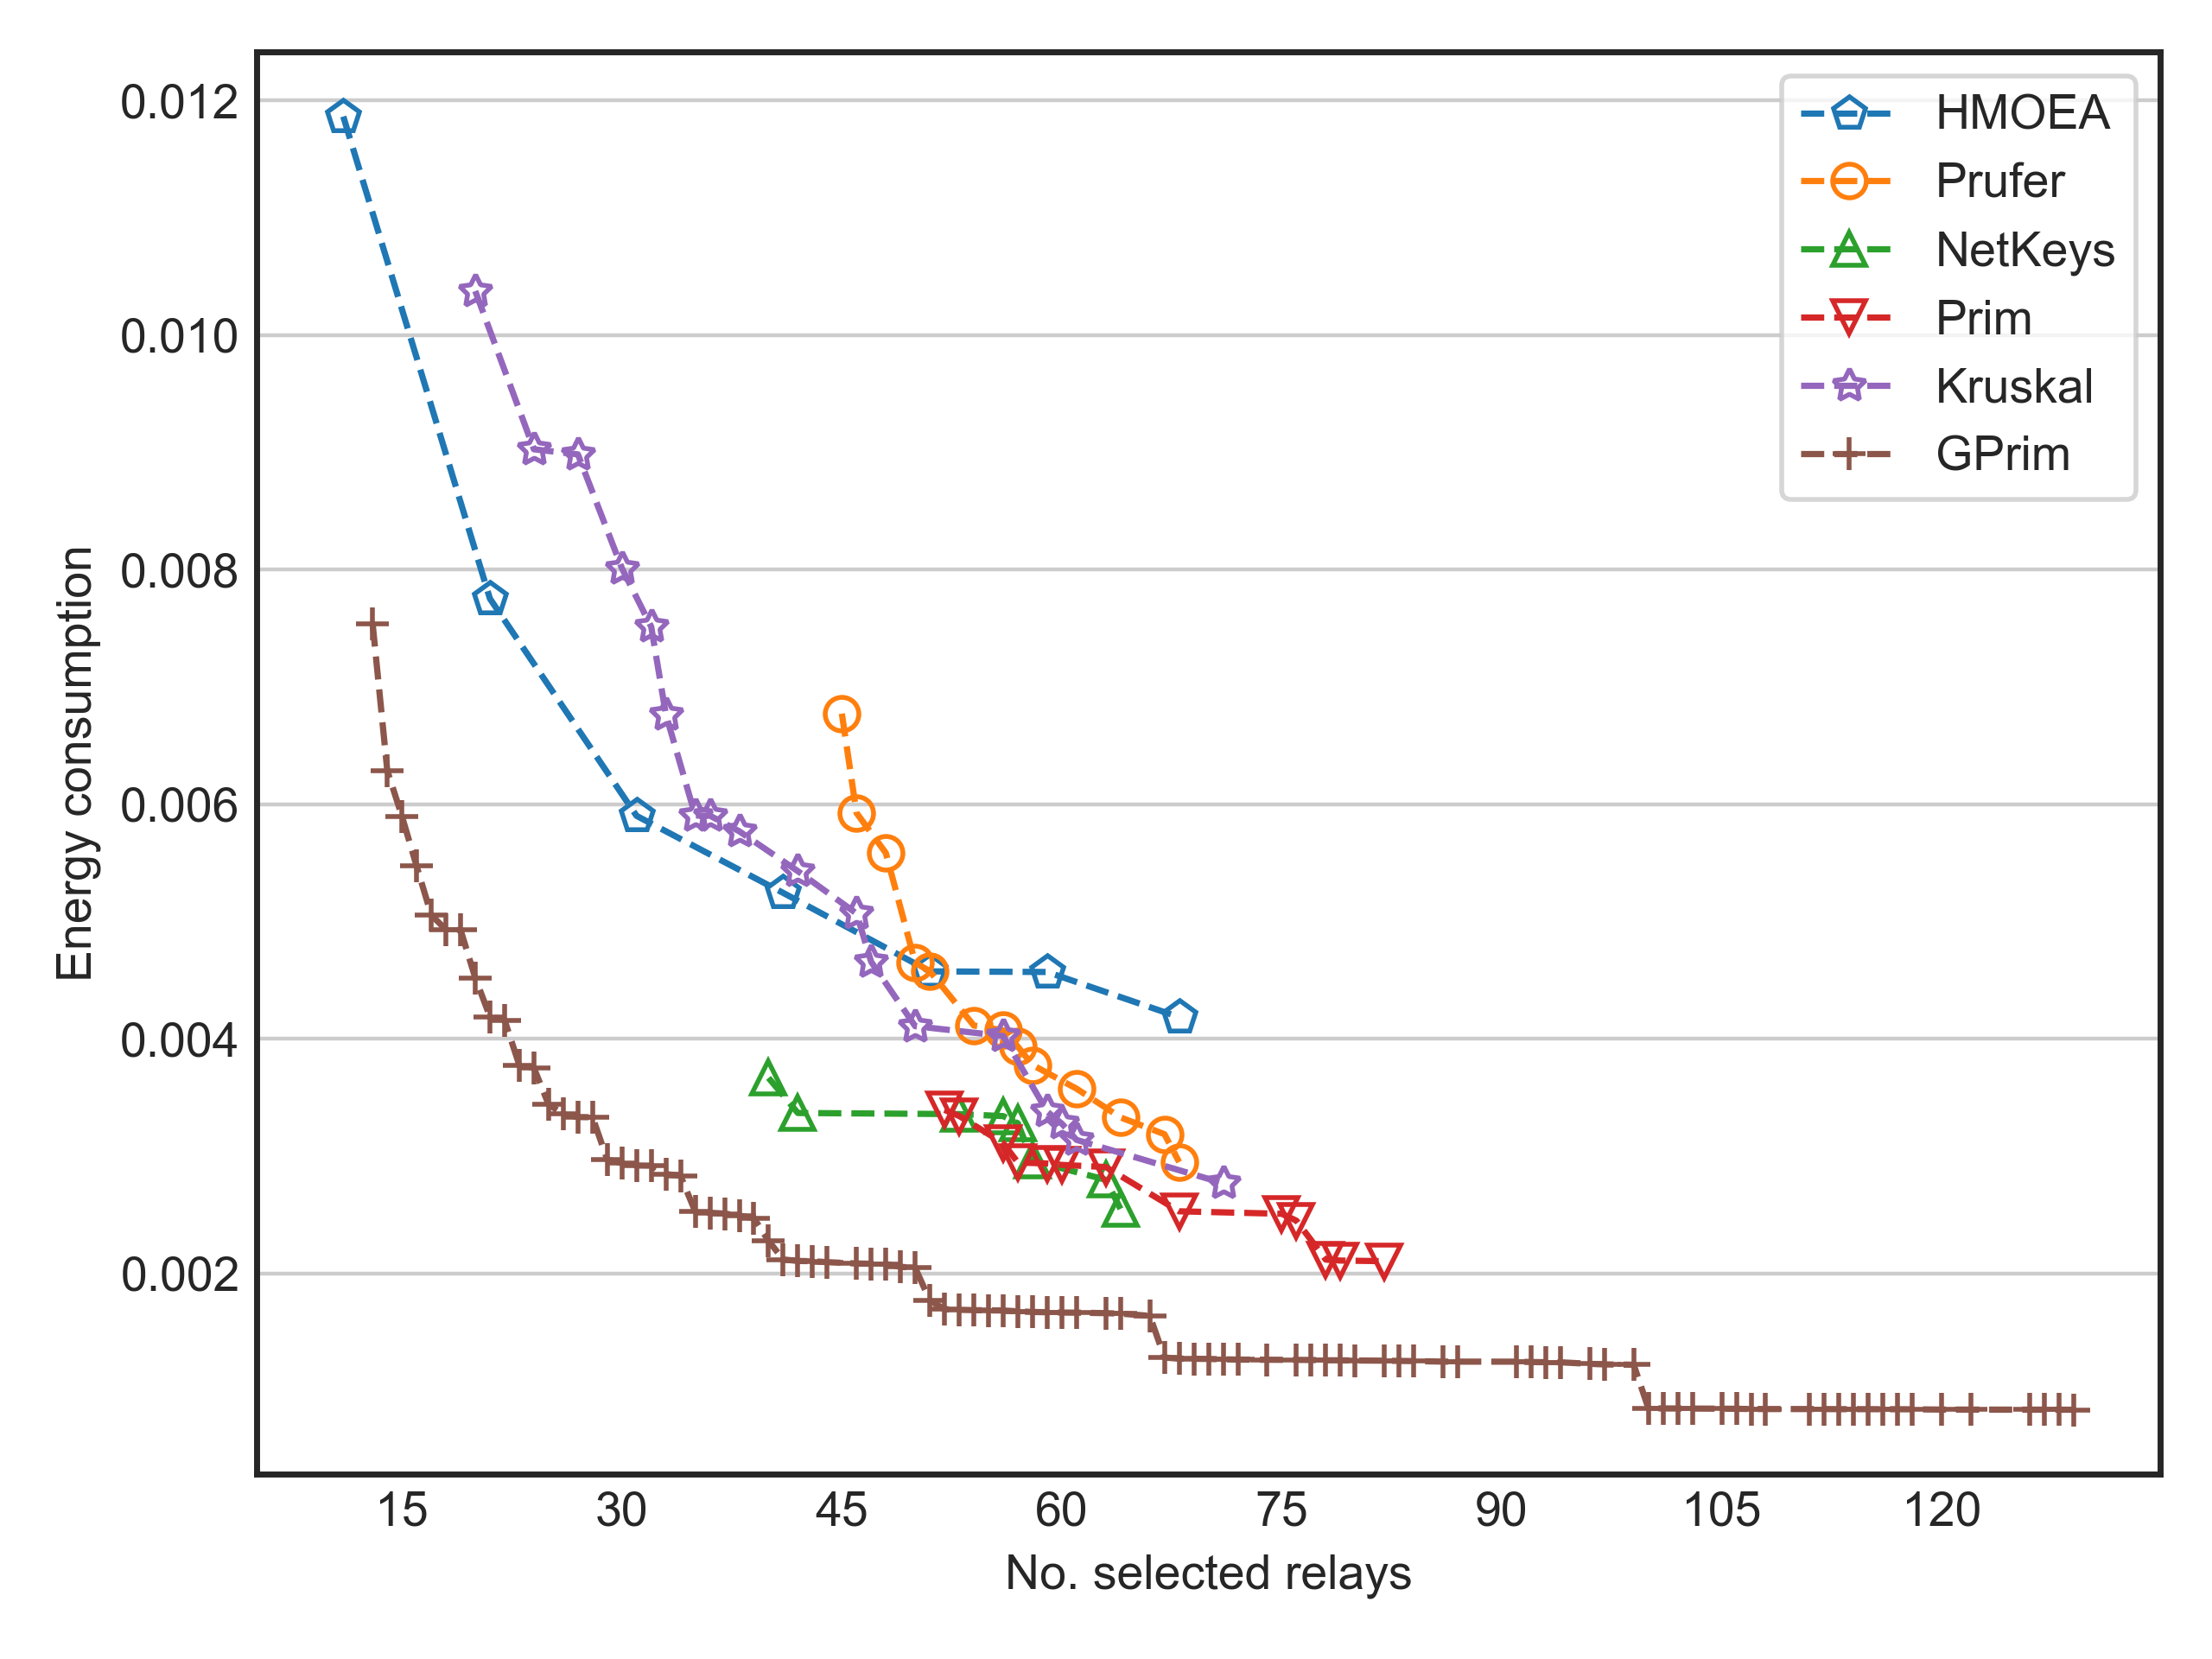 0.012
0.010
0.008
0.006
0.004
0.002
Energy consumption
15 30 45 60 75 90 105 120
No. selected relays
HMOEA
Prufer
NetKeys
Prim
Kruskal
GPrim